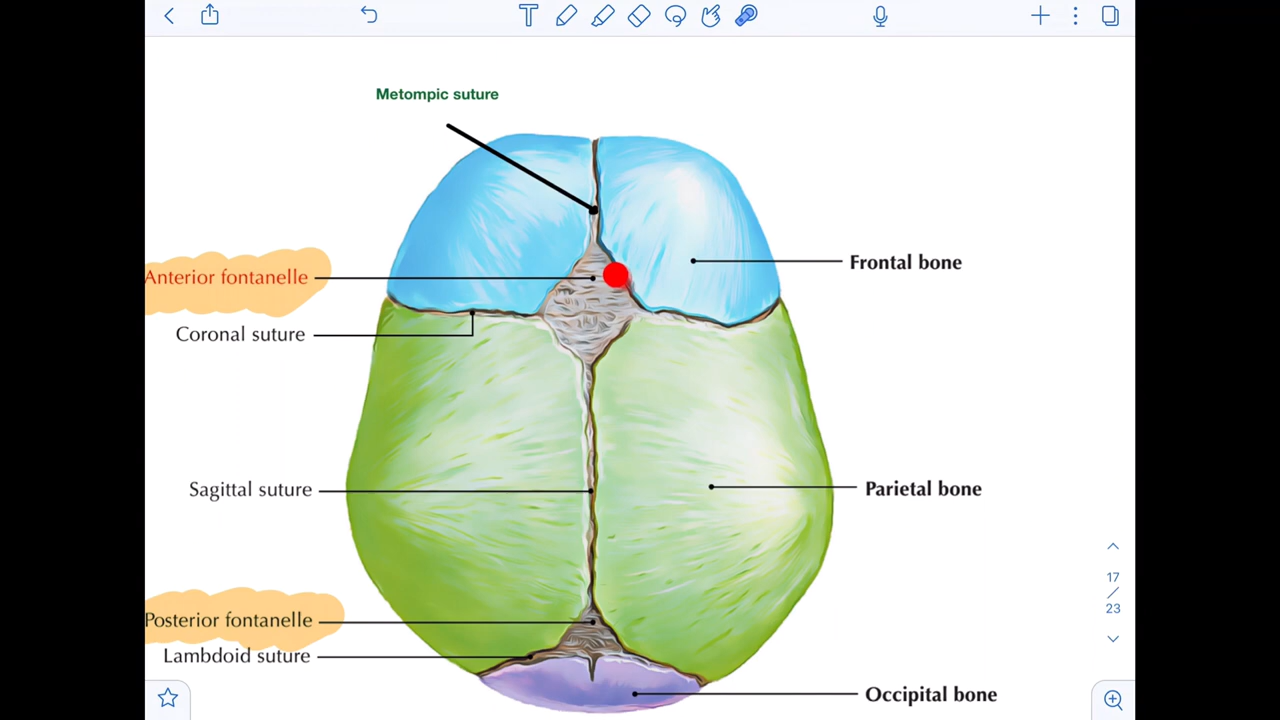 Metompic suture
Anterior fontanelle
Frontal bone
Coronal suture
Sagittal suture
Parietal bone
17
/
23
Posterior fontanelle
Lambdoid suture
Occipital bone